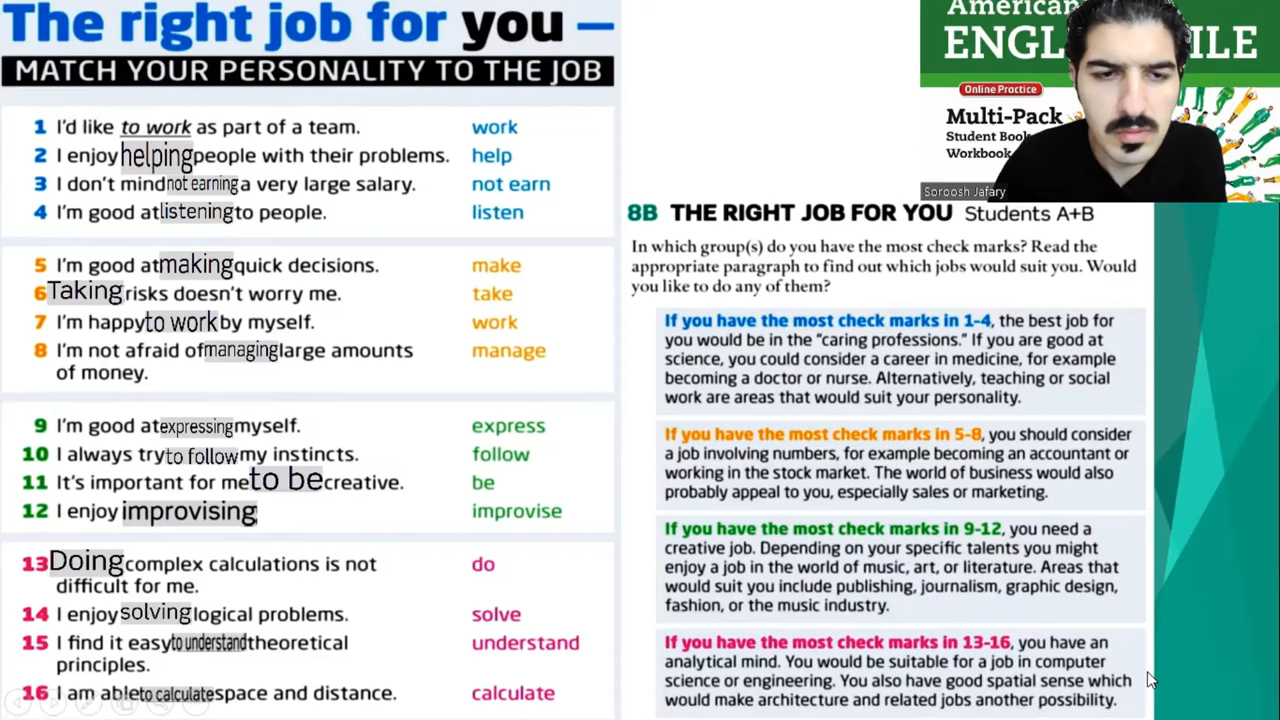 The right job for you —
MATCH YOUR PERSONALITY TO THE JOB
1 I'd like to work as part of a team. work
2 I enjoy helping people with their problems. help
3 I don't mind not earning a very large salary. not earn
4 I'm good at listening to people. listen
5 I'm good at making quick decisions. make
6 Taking risks doesn't worry me. take
7 I'm happy to work by myself. work
8 I'm not afraid of managing large amounts manage
of money.
9 I'm good at expressing myself. express
10 I always try to follow my instincts. follow
11 It's important for me to be creative. be
12 I enjoy improvising improvise
13 Doing complex calculations is not do
difficult for me.
14 I enjoy solving logical problems. solve
15 I find it easy to understand theoretical understand
principles.
16 I am able to calculate space and distance. calculate
American
ENGL ILE
Online Practice
Multi-Pack
Student Book
Workbook
Soroosh Jafary
8B THE RIGHT JOB FOR YOU Students A+B
In which group(s) do you have the most check marks? Read the
appropriate paragraph to find out which jobs would suit you. Would
you like to do any of them?
If you have the most check marks in 1-4, the best job for
you would be in the "caring professions." If you are good at
science, you could consider a career in medicine, for example
becoming a doctor or nurse. Alternatively, teaching or social
work are areas that would suit your personality.
If you have the most check marks in 5-8, you should consider
a job involving numbers, for example becoming an accountant or
working in the stock market. The world of business would also
probably appeal to you, especially sales or marketing.
If you have the most check marks in 9-12, you need a
creative job. Depending on your specific talents you might
enjoy a job in the world of music, art, or literature. Areas that
would suit you include publishing, journalism, graphic design,
fashion, or the music industry.
If you have the most check marks in 13-16, you have an
analytical mind. You would be suitable for a job in computer
science or engineering. You also have good spatial sense which
would make architecture and related jobs another possibility.